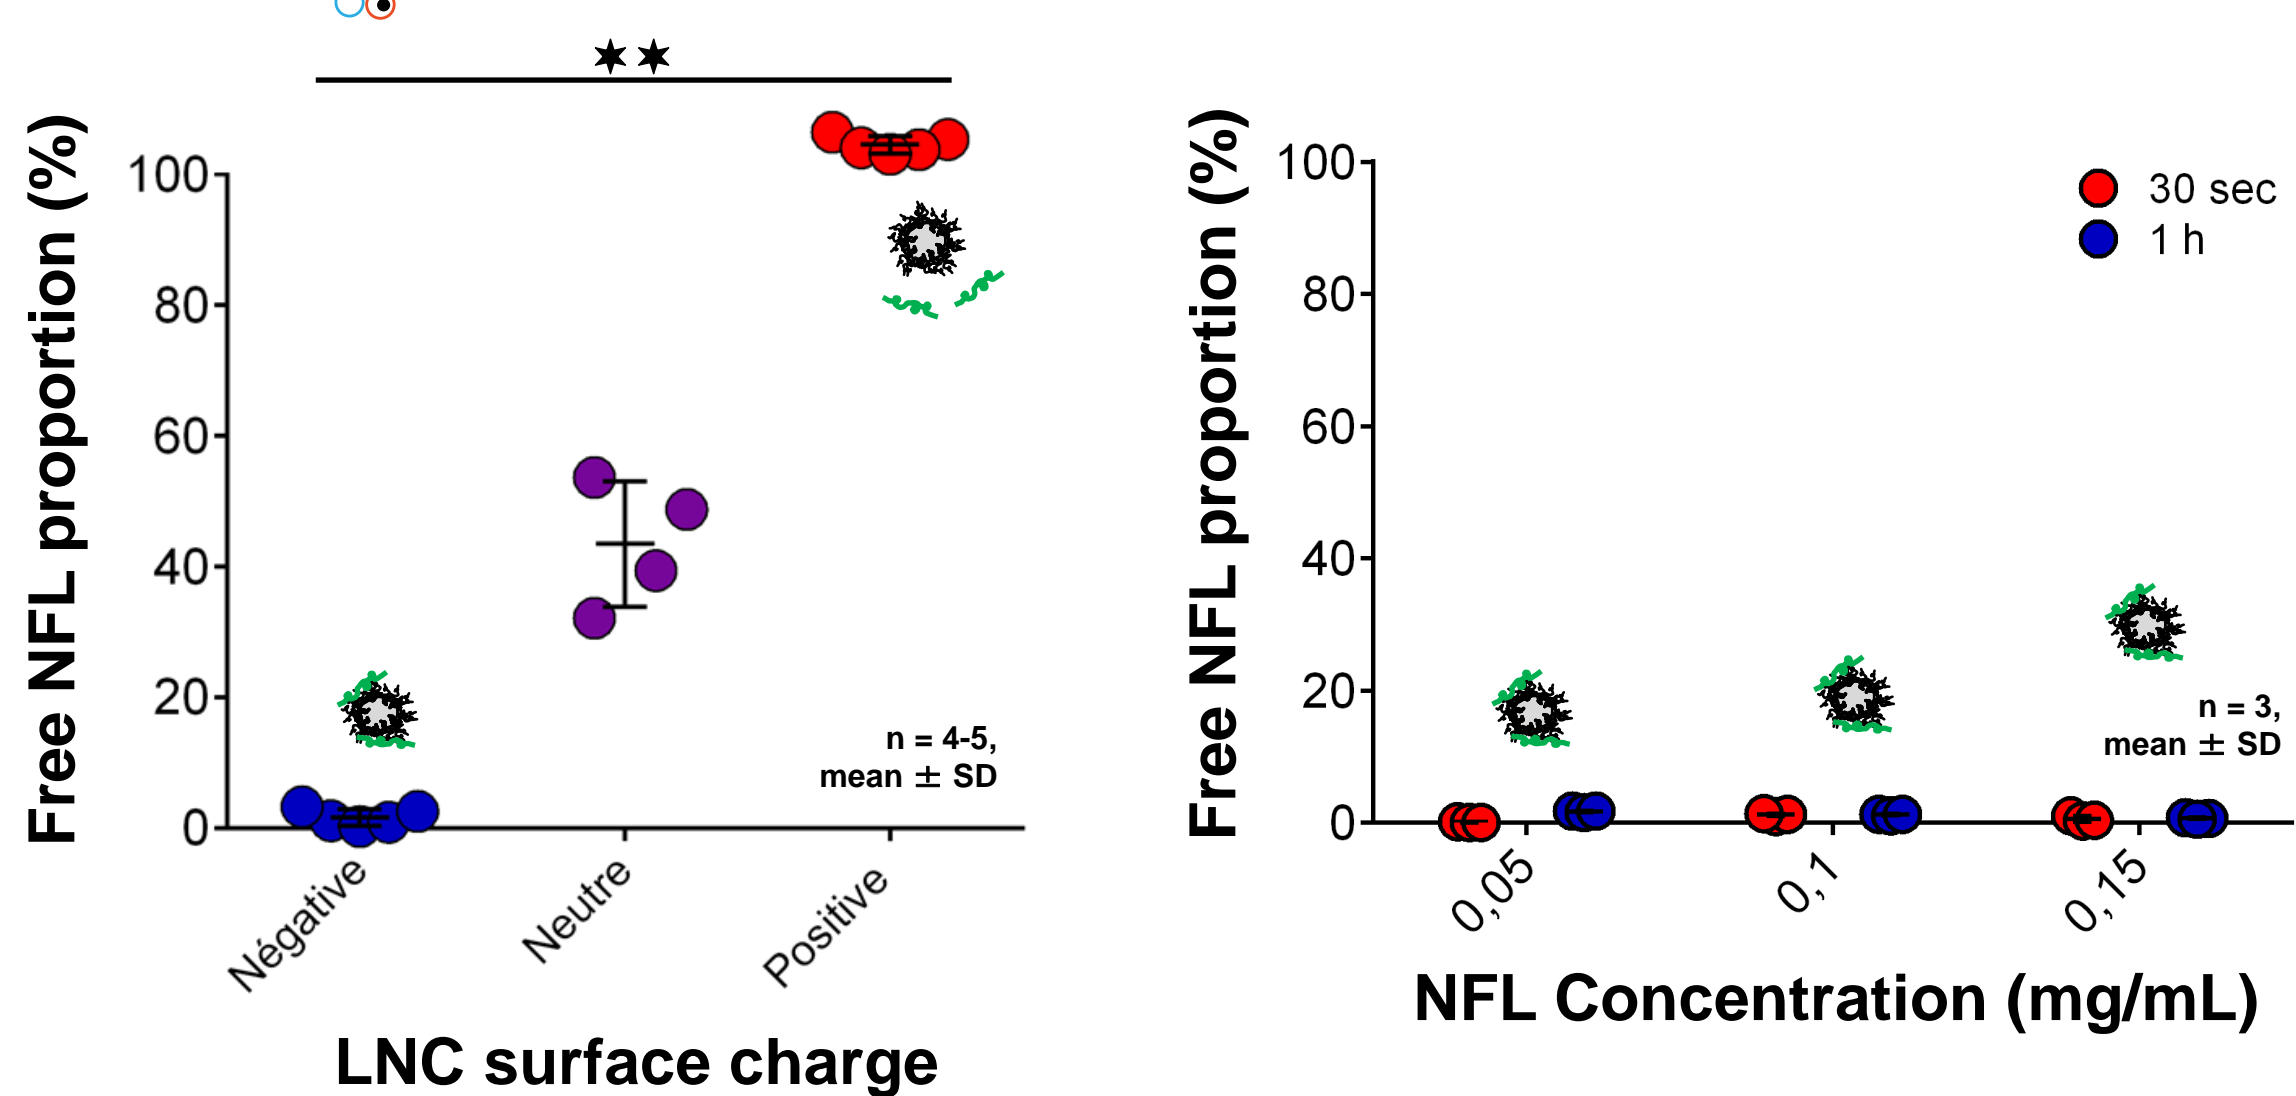 ★★
Free NFL proportion (%)
100
80
60
40
20
0
n = 4-5,
mean ± SD
Négative
Neutre
Positive
LNC surface charge
Free NFL proportion (%)
100
80
60
40
20
0
30 sec
1 h
n = 3,
mean ± SD
0,05
0,1
0,15
NFL Concentration (mg/mL)